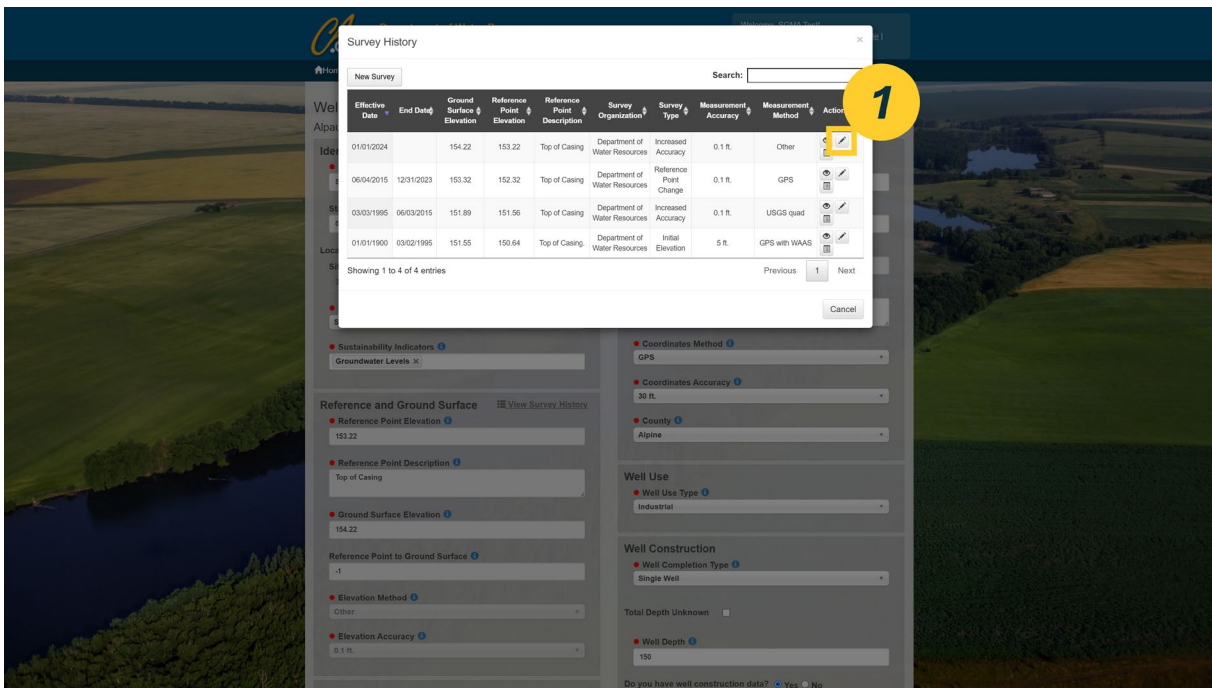 Welcome, SGMA Test!
Survey History
×
New Survey
Search:
Effective Date
End Date
Ground Surface Elevation
Reference Point Elevation
Reference Point Description
Survey Organization
Survey Type
Measurement Accuracy
Measurement Method
1
01/01/2024 154.22 153.22 Top of Casing Department of Water Resources Increased Accuracy 0.1 ft. Other
06/04/2015 12/31/2023 153.32 152.32 Top of Casing Department of Water Resources Reference Point Change 0.1 ft. GPS
03/03/1995 06/03/2015 151.89 151.56 Top of Casing Department of Water Resources Increased Accuracy 0.1 ft. USGS quad
01/01/1900 03/02/1995 151.55 150.64 Top of Casing. Department of Water Resources Initial Elevation 5 ft. GPS with WAAS
Showing 1 to 4 of 4 entries
Previous 1 Next
Cancel
Sustainability Indicators
Groundwater Levels ×
Reference and Ground Surface View Survey History
Reference Point Elevation
153.22
Reference Point Description
Top of Casing
Ground Surface Elevation
154.22
Reference Point to Ground Surface
-1
Elevation Method
Other
Elevation Accuracy
0.1 ft.
Coordinates Method
GPS
Coordinates Accuracy
30 ft.
County
Alpine
Well Use
Well Use Type
Industrial
Well Construction
Well Completion Type
Single Well
Total Depth Unknown
Well Depth
150
Do you have well construction data? Yes No